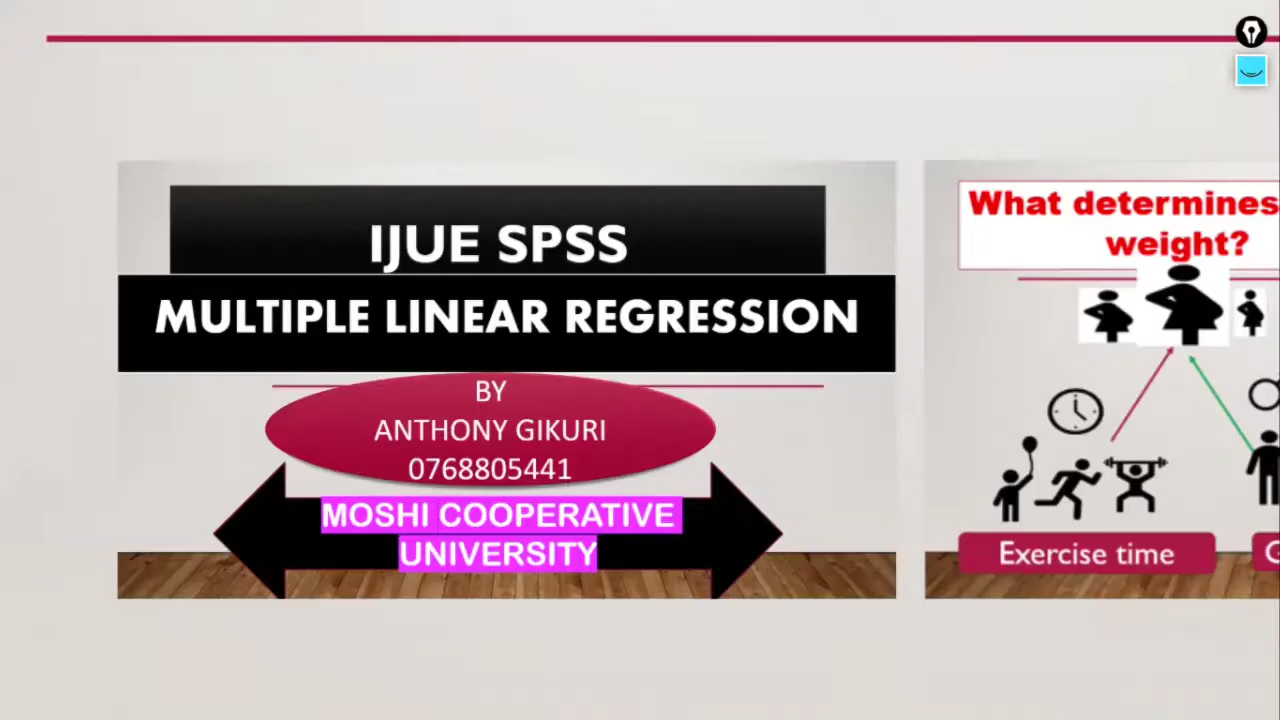 IJUE SPSS
MULTIPLE LINEAR REGRESSION
BY
ANTHONY GIKURI
0768805441
MOSHI COOPERATIVE
UNIVERSITY
What determines
weight?
Exercise time